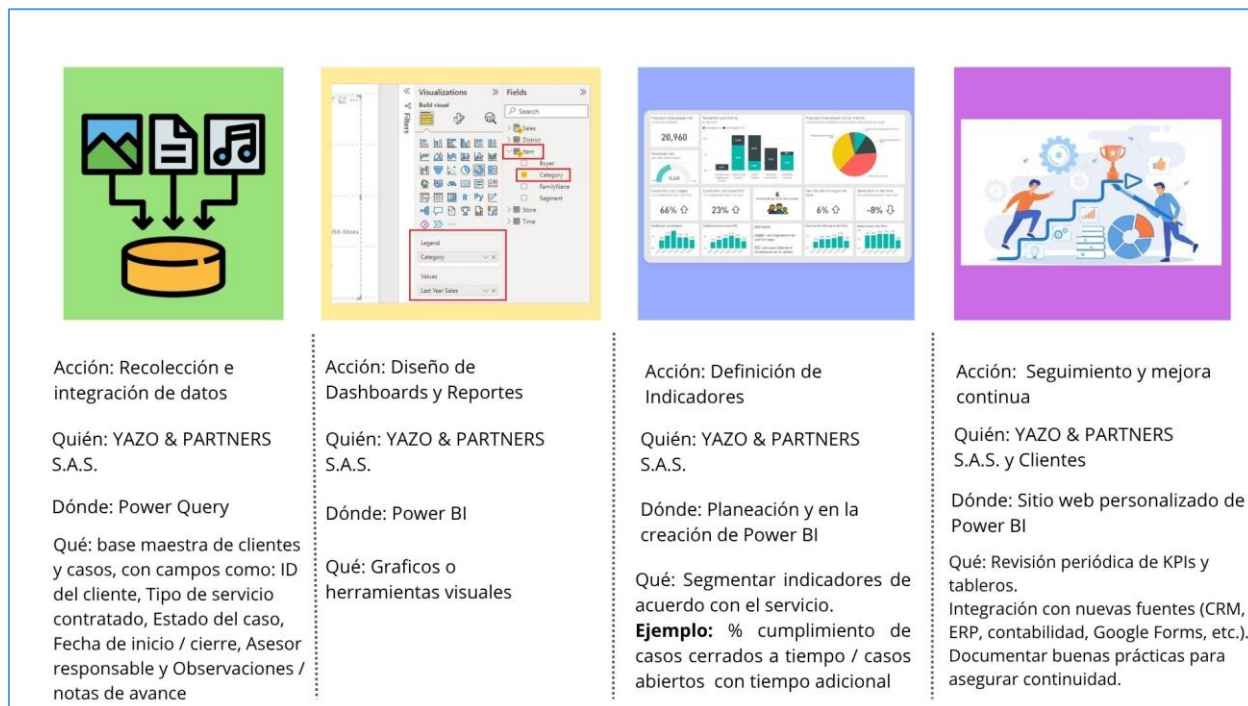 Visualizations
Fields
Build visual
Search
Filters
Sales
District
Item
Buyer
Category
FamilyName
Segment
Store
Time
Legend
Category
Values
Last Year Sales
20,960
66%
23%
6
6%
-8%
Acción: Recolección e
integración de datos
Quién: YAZO & PARTNERS
S.A.S.
Dónde: Power Query
Qué: base maestra de clientes
y casos, con campos como: ID
del cliente, Tipo de servicio
contratado, Estado del caso,
Fecha de inicio / cierre, Asesor
responsable y Observaciones /
notas de avance
Acción: Diseño de
Dashboards y Reportes
Quién: YAZO & PARTNERS
S.A.S.
Dónde: Power BI
Qué: Graficos o
herramientas visuales
Acción: Definición de
Indicadores
Quién: YAZO & PARTNERS
S.A.S.
Dónde: Planeación y en la
creación de Power BI
Qué: Segmentar indicadores de
acuerdo con el servicio.
Ejemplo: % cumplimiento de
casos cerrados a tiempo / casos
abiertos con tiempo adicional
Acción: Seguimiento y mejora
continua
Quién: YAZO & PARTNERS
S.A.S. y Clientes
Dónde: Sitio web personalizado de
Power BI
Qué: Revisión periódica de KPIs y
tableros.
Integración con nuevas fuentes (CRM,
ERP, contabilidad, Google Forms, etc.).
Documentar buenas prácticas para
asegurar continuidad.